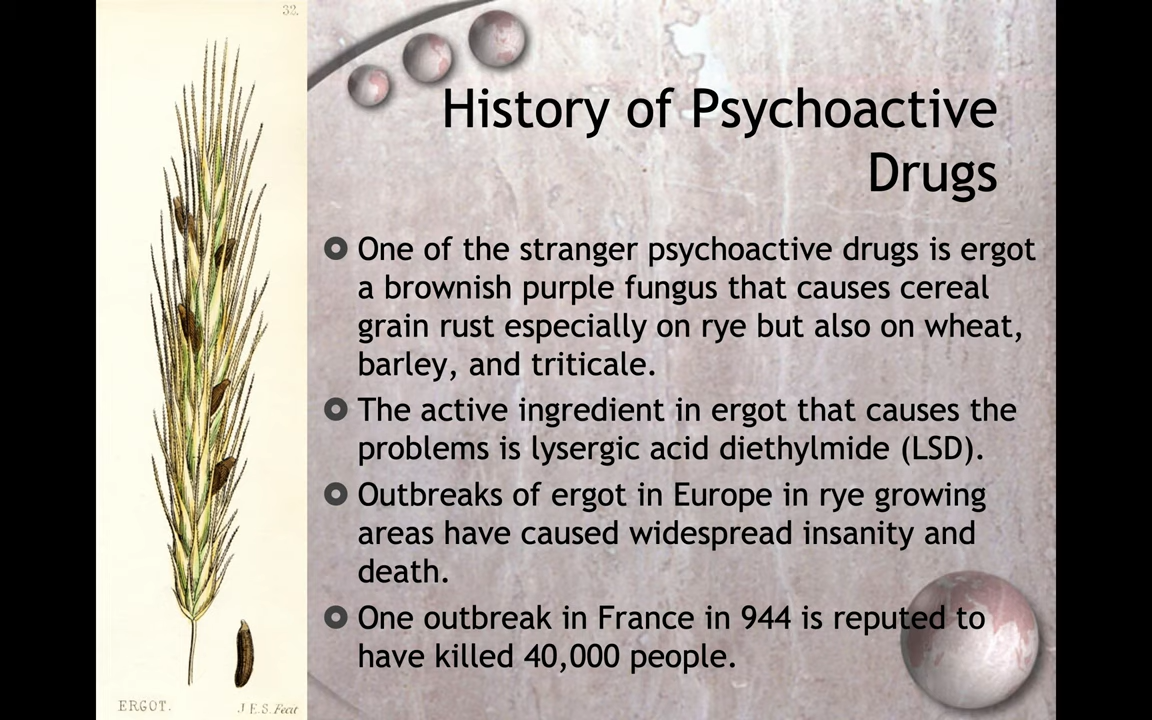 32.
History of Psychoactive
Drugs
One of the stranger psychoactive drugs is ergot
a brownish purple fungus that causes cereal
grain rust especially on rye but also on wheat,
barley, and triticale.
The active ingredient in ergot that causes the
problems is lysergic acid diethylmide (LSD).
Outbreaks of ergot in Europe in rye growing
areas have caused widespread insanity and
death.
One outbreak in France in 944 is reputed to
have killed 40,000 people.
ERGOT.
J.E.S. Fecit